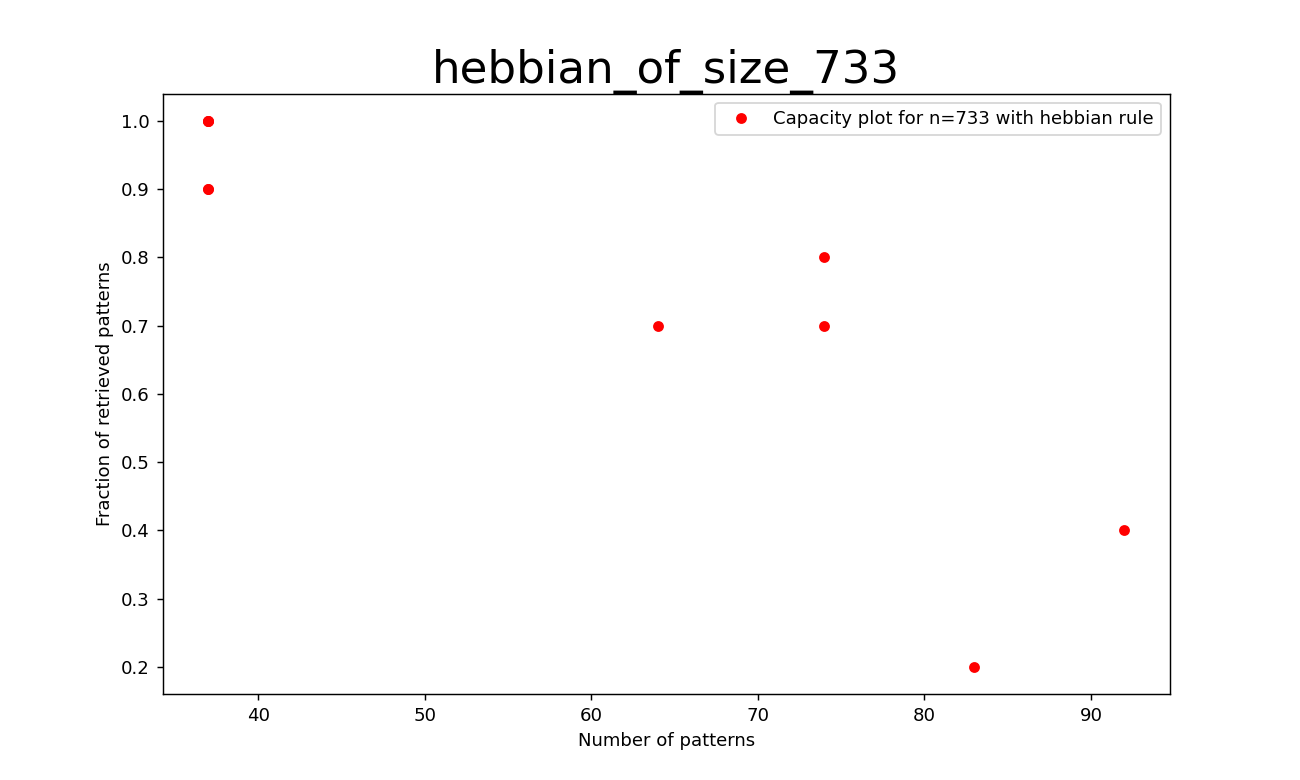 hebbian_of_size_733
Capacity plot for n=733 with hebbian rule
Fraction of retrieved patterns
1.0
0.9
0.8
0.7
0.6
0.5
0.4
0.3
0.2
40 50 60 70 80 90
Number of patterns